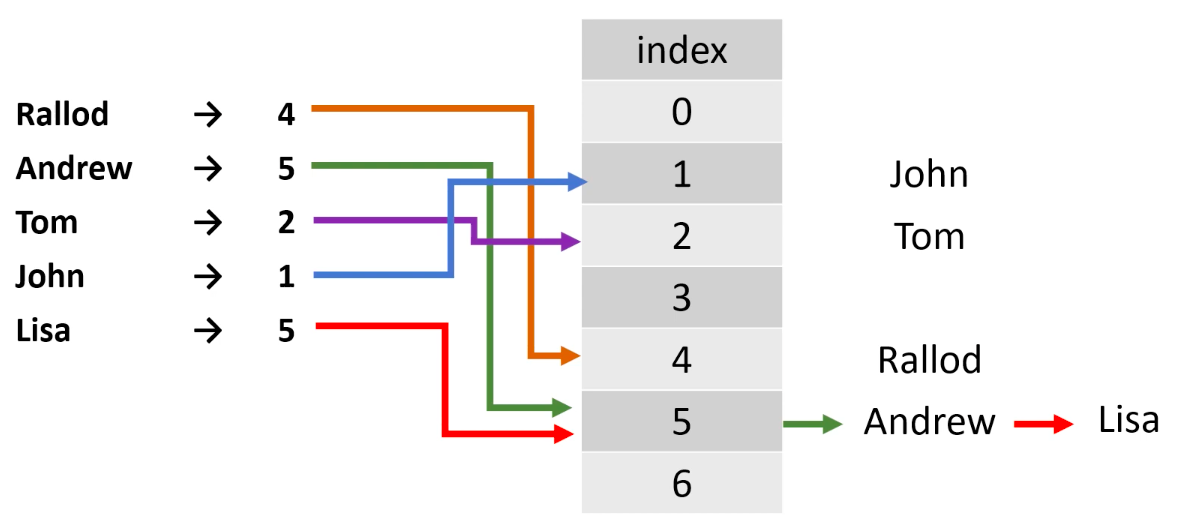 index
0
Rallod → 4
Andrew → 5
1 John
Tom → 2
2 Tom
John → 1
3
Lisa → 5
4 Rallod
5 Andrew Lisa
6